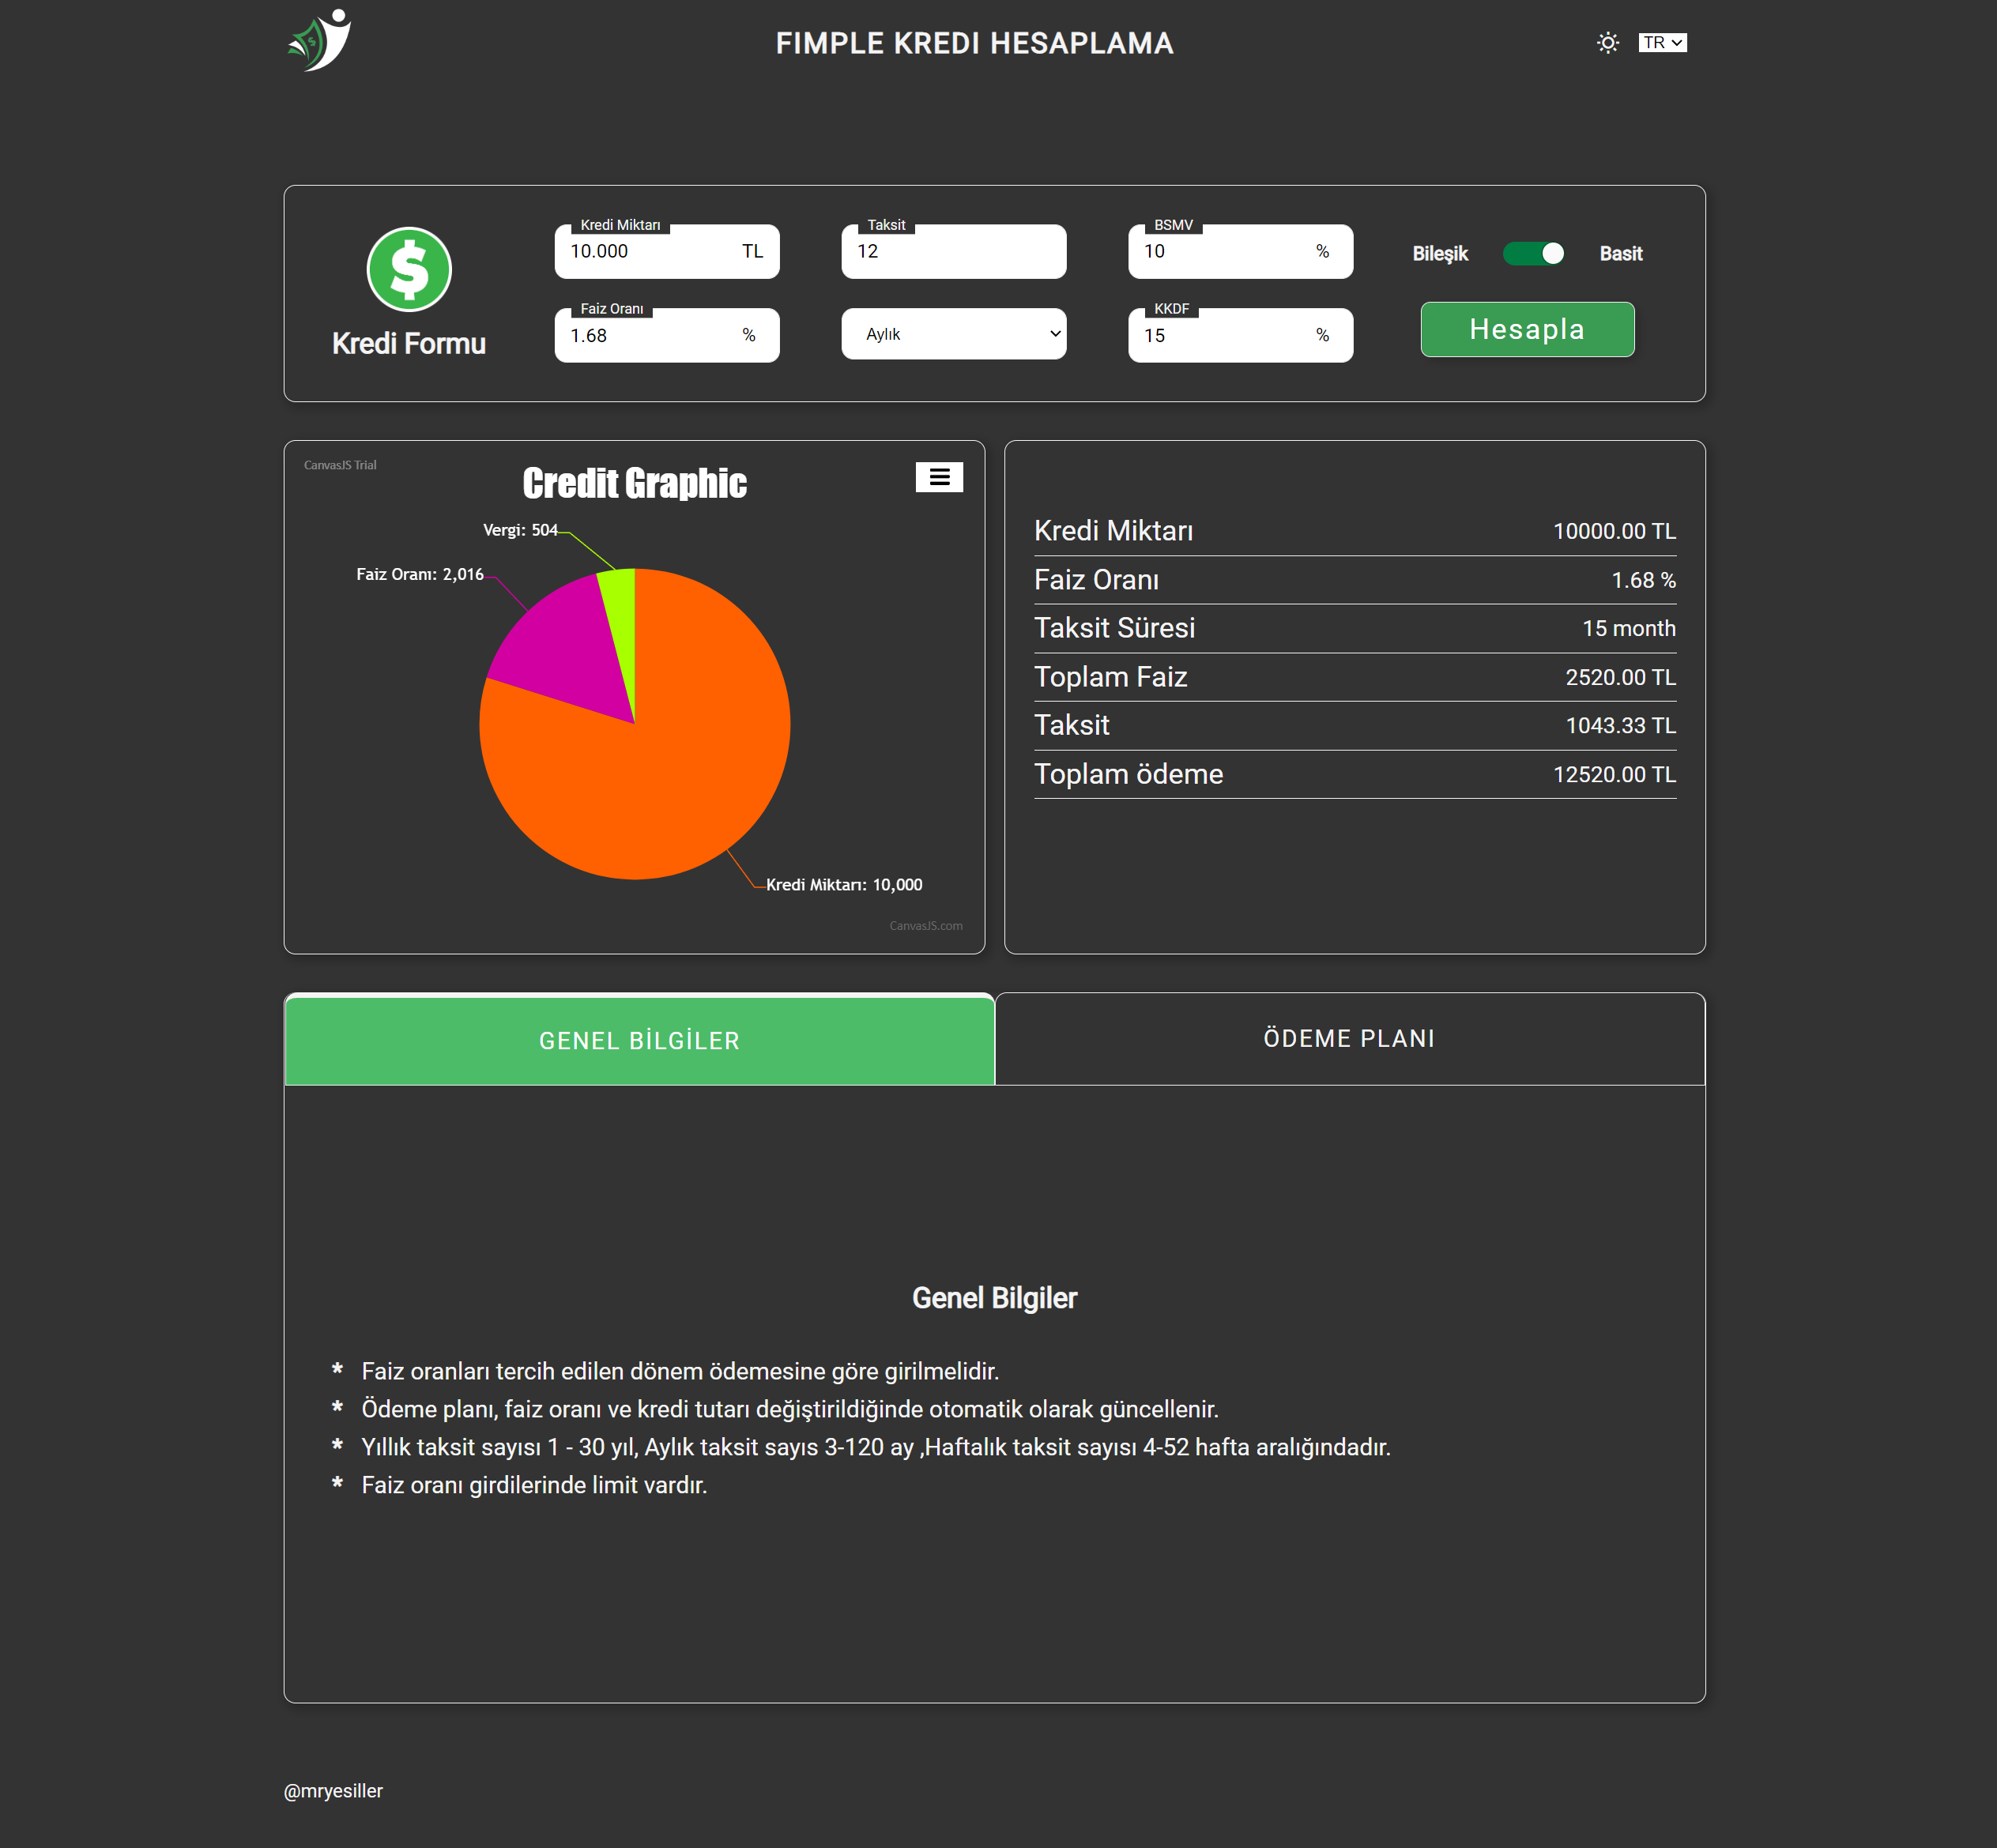 FIMPLE KREDI HESAPLAMA
TR
Kredi Formu
Kredi Miktarı
10.000 TL
Taksit
12
BSMV
10 %
Bileşik Basit
Faiz Oranı
1.68 %
Aylık
KKDF
15 %
Hesapla
CanvasJS Trial
Credit Graphic
Vergi: 504
Faiz Oranı: 2,016
Kredi Miktarı: 10,000
CanvasJS.com
Kredi Miktarı 10000.00 TL
Faiz Oranı 1.68 %
Taksit Süresi 15 month
Toplam Faiz 2520.00 TL
Taksit 1043.33 TL
Toplam ödeme 12520.00 TL
GENEL BİLGİLER
ÖDEME PLANI
Genel Bilgiler
* Faiz oranları tercih edilen dönem ödemesine göre girilmelidir.
* Ödeme planı, faiz oranı ve kredi tutarı değiştirildiğinde otomatik olarak güncellenir.
* Yıllık taksit sayısı 1 - 30 yıl, Aylık taksit sayıs 3-120 ay ,Haftalık taksit sayısı 4-52 hafta aralığındadır.
* Faiz oranı girdilerinde limit vardır.
@mryesiller